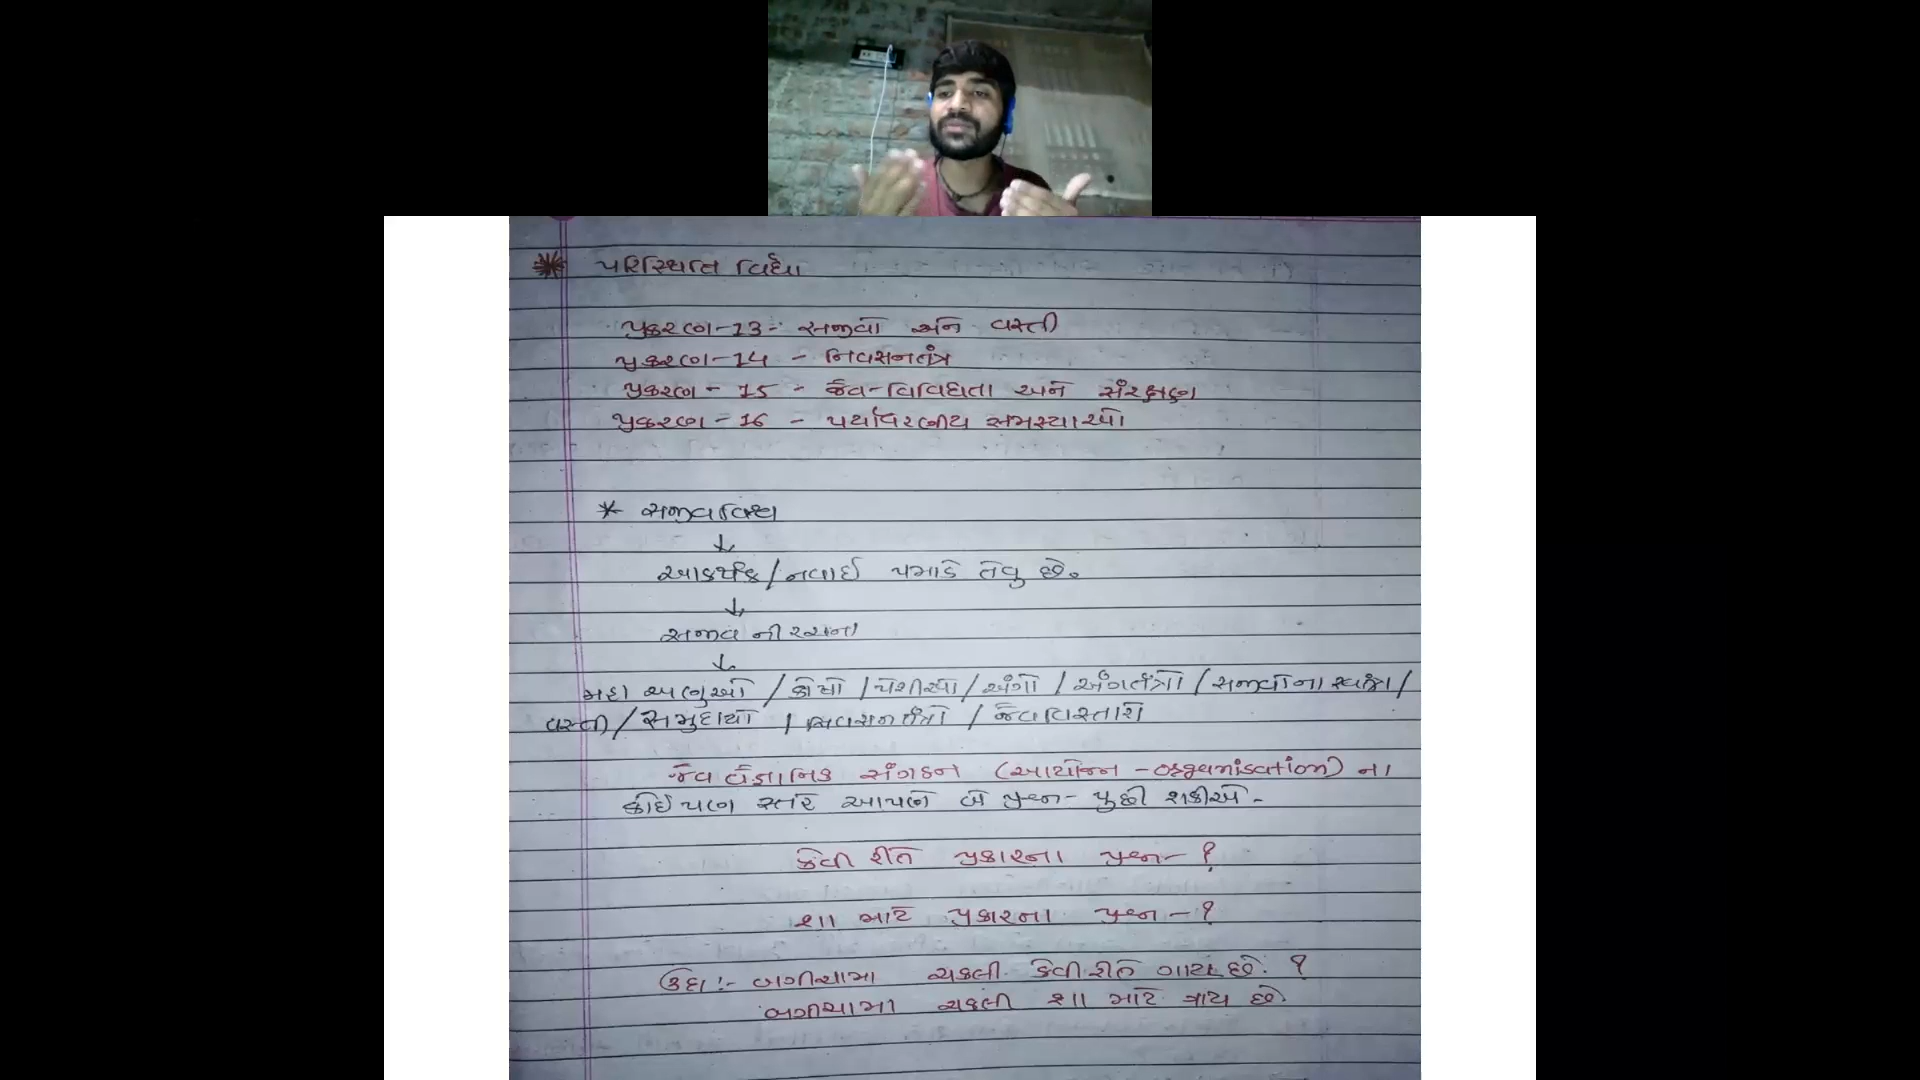 પરિસ્થિતિ વિદ્યા
પ્રકરણ-13 - સજીવો અને વસ્તી
પ્રકરણ-14 - નિવસનતંત્ર
પ્રકરણ - 15 - જૈવ-વિવિધતા અને સંરક્ષણ
પ્રકરણ - 16 - પર્યાવરણીય સમસ્યાઓ
* સજીવવિશ્વ
↓
આકર્ષક/નવાઈ પમાડે તેવુ છે.
↓
સજીવ ની રચના
↓
મહા અણુઓ / કોષો / પેશીઓ / અંગો / અંગતંત્રો / સજીવોના /
વસ્તી / સમુદાયો / નિવસનતંત્રો / જૈવવિસ્તારો
જૈવ વૈજ્ઞાનિક સંગઠન (આયોજન - organisation) ના
કોઈ પણ સ્તરે આપણે બે પ્રશ્ન- પુછી શકીએ -
કેવી રીતે પ્રકારના પ્રશ્ન- ?
શા માટે પ્રકારના પ્રશ્ન - ?
ઉદા :- બગીચામા ચકલી કેવી રીતે ગાય છે. ?
બગીચામા ચકલી શા માટે ગાય છે.